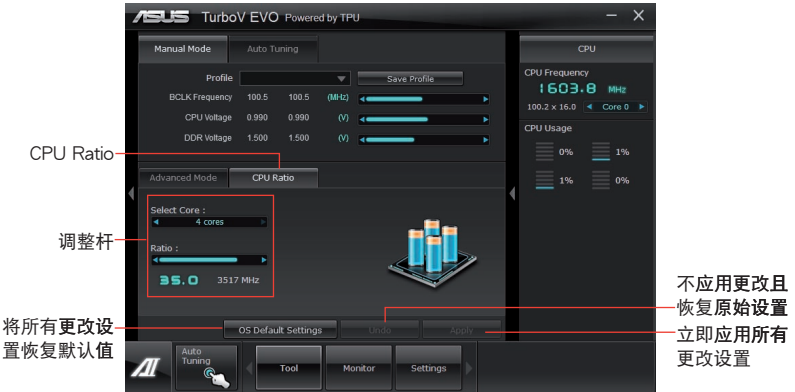 ASUS TurboV EVO Powered by TPU
Manual Mode Auto Tuning
Profile Save Profile
BCLK Frequency 100.5 100.5 (MHz)
CPU Voltage 0.990 0.990 (V)
DDR Voltage 1.500 1.500 (V)
CPU
CPU Frequency
1603.8 MHz
100.2 x 16.0 Core 0
CPU Usage
0% 1%
1% 0%
CPU Ratio
Advanced Mode CPU Ratio
Select Core :
4 cores
Ratio :
35.0 3517 MHz
调整杆
将所有更改设
置恢复默认值
OS Default Settings Undo Apply
不应用更改且
恢复原始设置
立即应用所有
更改设置
AI
Auto
Tuning
Tool Monitor Settings